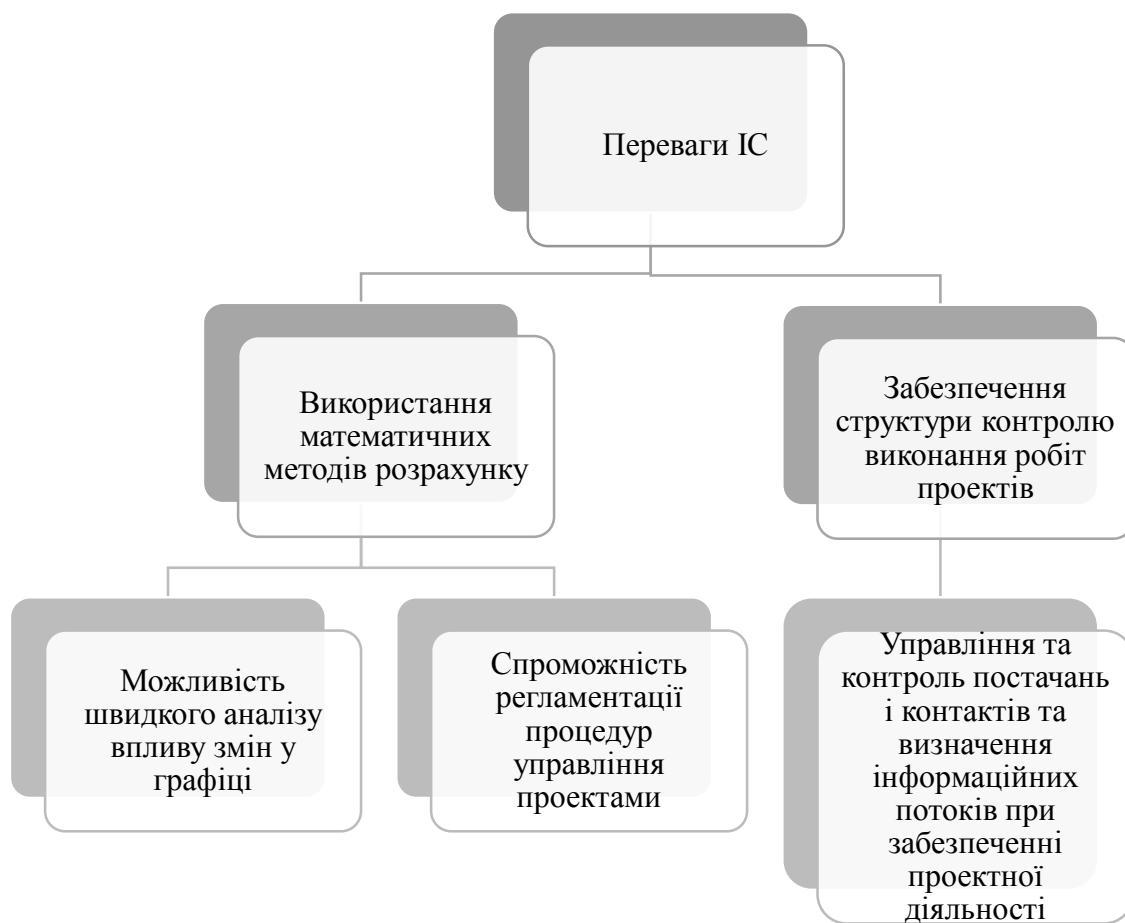 Переваги ІС
Використання
математичних
методів розрахунку
Забезпечення
структури контролю
виконання робіт
проектів
Можливість
швидкого аналізу
впливу змін у
графіці
Спроможність
регламентації
процедур
управління
проектами
Управління та
контроль постачань
і контактів та
визначення
інформаційних
потоків при
забезпеченні
проектної
діяльності